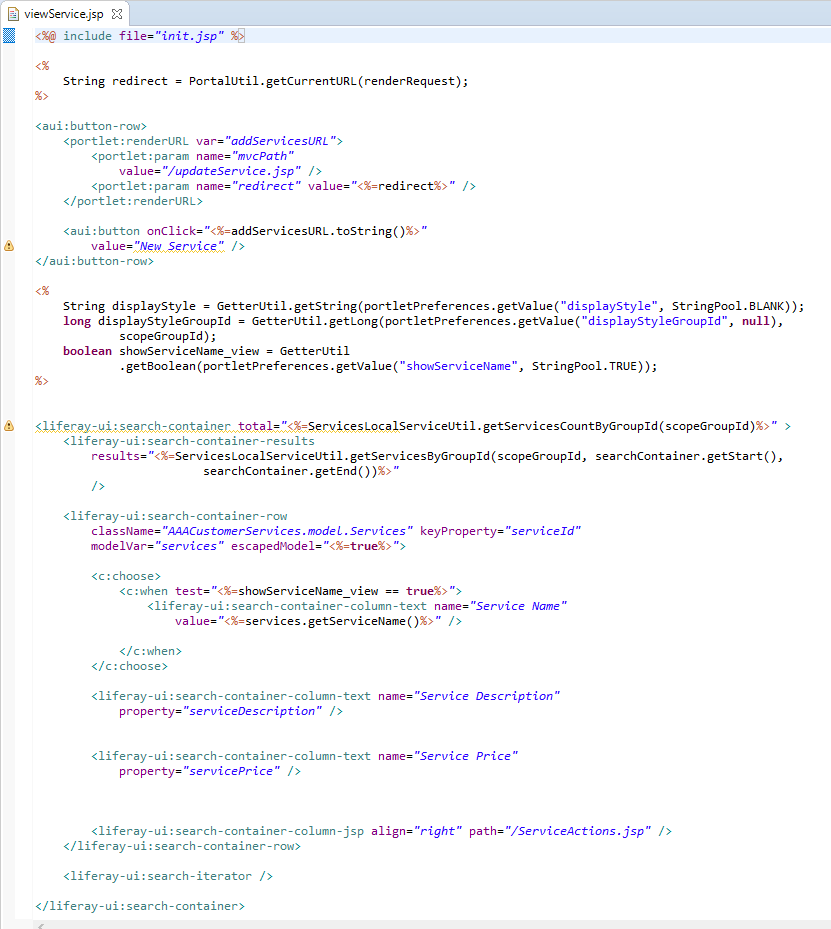 viewService.jsp
<%@ include file="init.jsp" %>
<%
String redirect = PortalUtil.getCurrentURL(renderRequest);
%>
<aui:button-row>
<portlet:renderURL var="addServicesURL">
<portlet:param name="mvcPath"
value="/updateService.jsp" />
<portlet:param name="redirect" value="<%=redirect%>" />
</portlet:renderURL>
<aui:button onClick="<%=addServicesURL.toString()%>"
value="New Service" />
</aui:button-row>
<%
String displayStyle = GetterUtil.getString(portletPreferences.getValue("displayStyle", StringPool.BLANK));
long displayStyleGroupId = GetterUtil.getLong(portletPreferences.getValue("displayStyleGroupId", null),
scopeGroupId);
boolean showServiceName_view = GetterUtil
.getBoolean(portletPreferences.getValue("showServiceName", StringPool.TRUE));
%>
<liferay-ui:search-container total="<%=ServicesLocalServiceUtil.getServicesCountByGroupId(scopeGroupId)%>" >
<liferay-ui:search-container-results
results="<%=ServicesLocalServiceUtil.getServicesByGroupId(scopeGroupId, searchContainer.getStart(),
searchContainer.getEnd())%>"
/>
<liferay-ui:search-container-row
className="AAACustomerServices.model.Services" keyProperty="serviceId"
modelVar="services" escapedModel="<%=true%>">
<c:choose>
<c:when test="<%=showServiceName_view == true%>">
<liferay-ui:search-container-column-text name="Service Name"
value="<%=services.getServiceName()%>" />
</c:when>
</c:choose>
<liferay-ui:search-container-column-text name="Service Description"
property="serviceDescription" />
<liferay-ui:search-container-column-text name="Service Price"
property="servicePrice" />
<liferay-ui:search-container-column-jsp align="right" path="/ServiceActions.jsp" />
</liferay-ui:search-container-row>
<liferay-ui:search-iterator />
</liferay-ui:search-container>